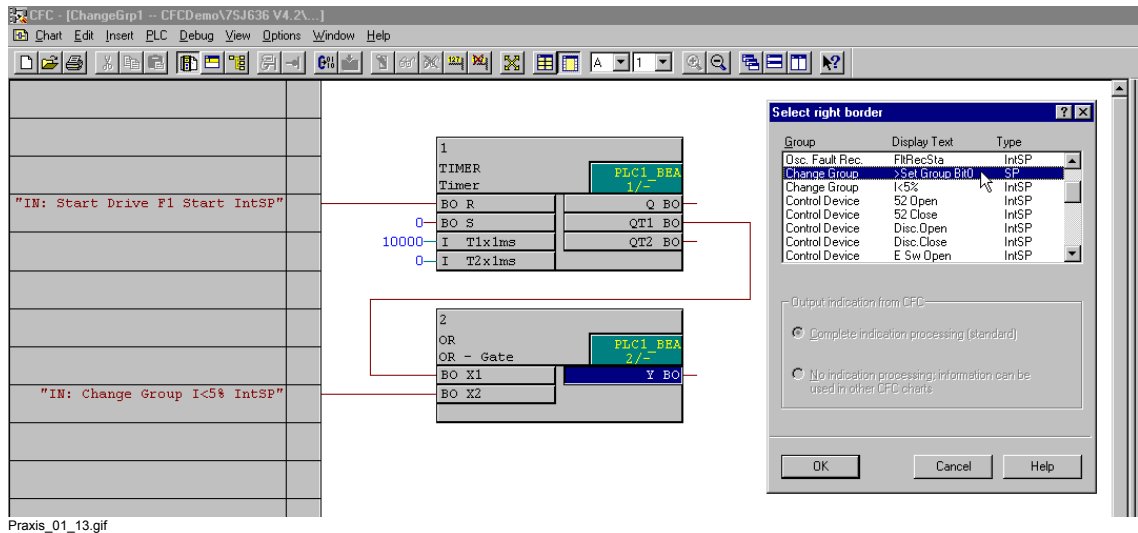 CFC - [ChangeGrp1 -- CFCDemo\7SJ636 V4.2\...]
Chart Edit Insert PLC Debug View Options Window Help
A 1
Select right border
Group Display Text Type
Osc. Fault Rec. FltRecSta IntSP
Change Group >Set Group Bit0 SP
Change Group I<5% IntSP
Control Device 52 Open IntSP
Control Device 52 Close IntSP
Control Device Disc.Open IntSP
Control Device Disc.Close IntSP
Control Device E Sw Open IntSP
Output indication from CFC
Complete indication processing (standard)
No indication processing; information can be
used in other CFC charts
OK Cancel Help
1
TIMER PLC1_BEA
Timer 1/-
"IN: Start Drive F1 Start IntSP" BO R Q BO
0 BO S QT1 BO
10000 I T1x1ms QT2 BO
0 I T2x1ms
2
OR PLC1_BEA
OR - Gate 2/-
BO X1 Y BO
"IN: Change Group I<5% IntSP" BO X2
Praxis_01_13.gif